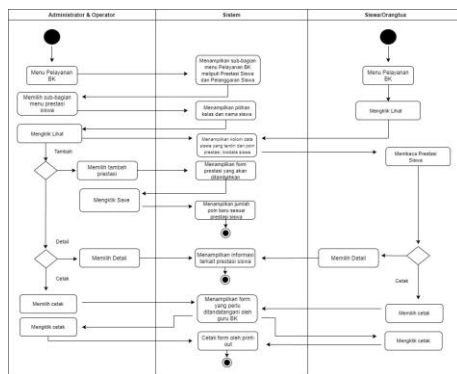 Administrator & Operator
Sistem
Siswa/Orangtua
Menu Pelayanan
BK
Menampilkan sub-bagian
menu Pelayanan BK
meliputi Prestasi Siswa
dan Pelanggaran Siswa
Menu Pelayanan
BK
Memilih sub-bagian
menu prestasi
siswa
Menampilkan pilihan
kelas dan nama siswa
Mengklik Lihat
Mengklik Lihat
Menampilkan kolom data
siswa yang terdiri dari poin
prestasi
siswa
Membaca Prestasi
Siswa
Tambah
Memilih tambah
prestasi
Menampilkan form
prestasi yang akan
ditambahkan
Mengklik Save
Menampilkan jumlah
poin baru sesuai
prestasi siswa
Detail
Memilih Detail
Menampilkan informasi
terkait prestasi siswa
Memilih Detail
Cetak
Cetak
Memilih cetak
Menampilkan form
yang perlu
ditandatangani oleh
guru BK
Memilih cetak
Mengklik cetak
Cetak form oleh print-
out
Mengklik cetak